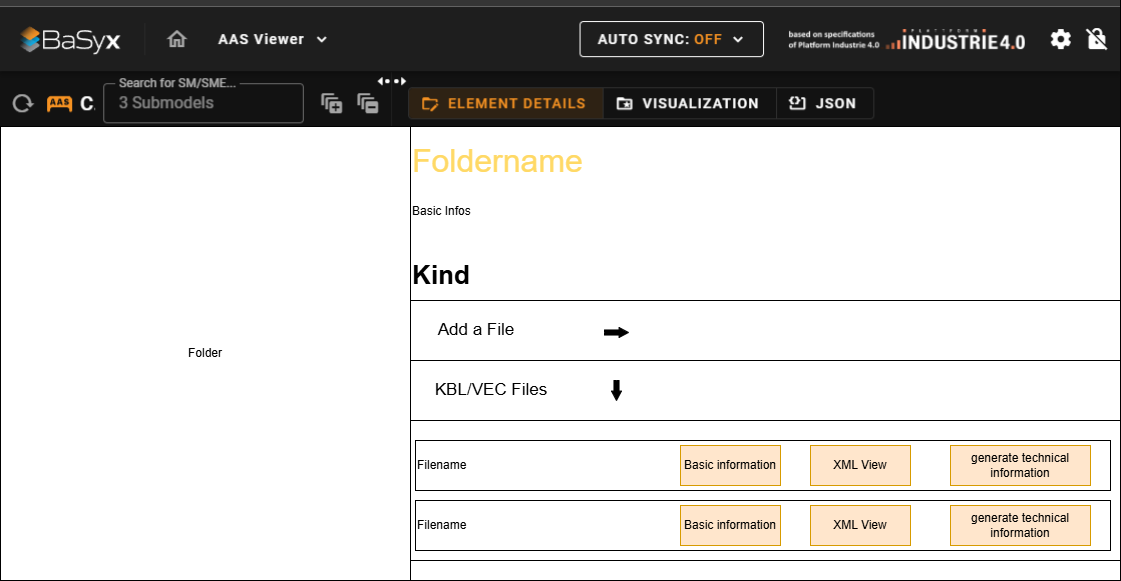 BaSyx
AAS Viewer
AUTO SYNC: OFF
based on specifications
of Platform Industrie 4.0
PLATTFORM
INDUSTRIE4.0
AAS
C.
Search for SM/SME...
3 Submodels
ELEMENT DETAILS
VISUALIZATION
JSON
Foldername
Basic Infos
Kind
Add a File
Folder
KBL/VEC Files
Filename
Basic information
XML View
generate technical
information
Filename
Basic information
XML View
generate technical
information